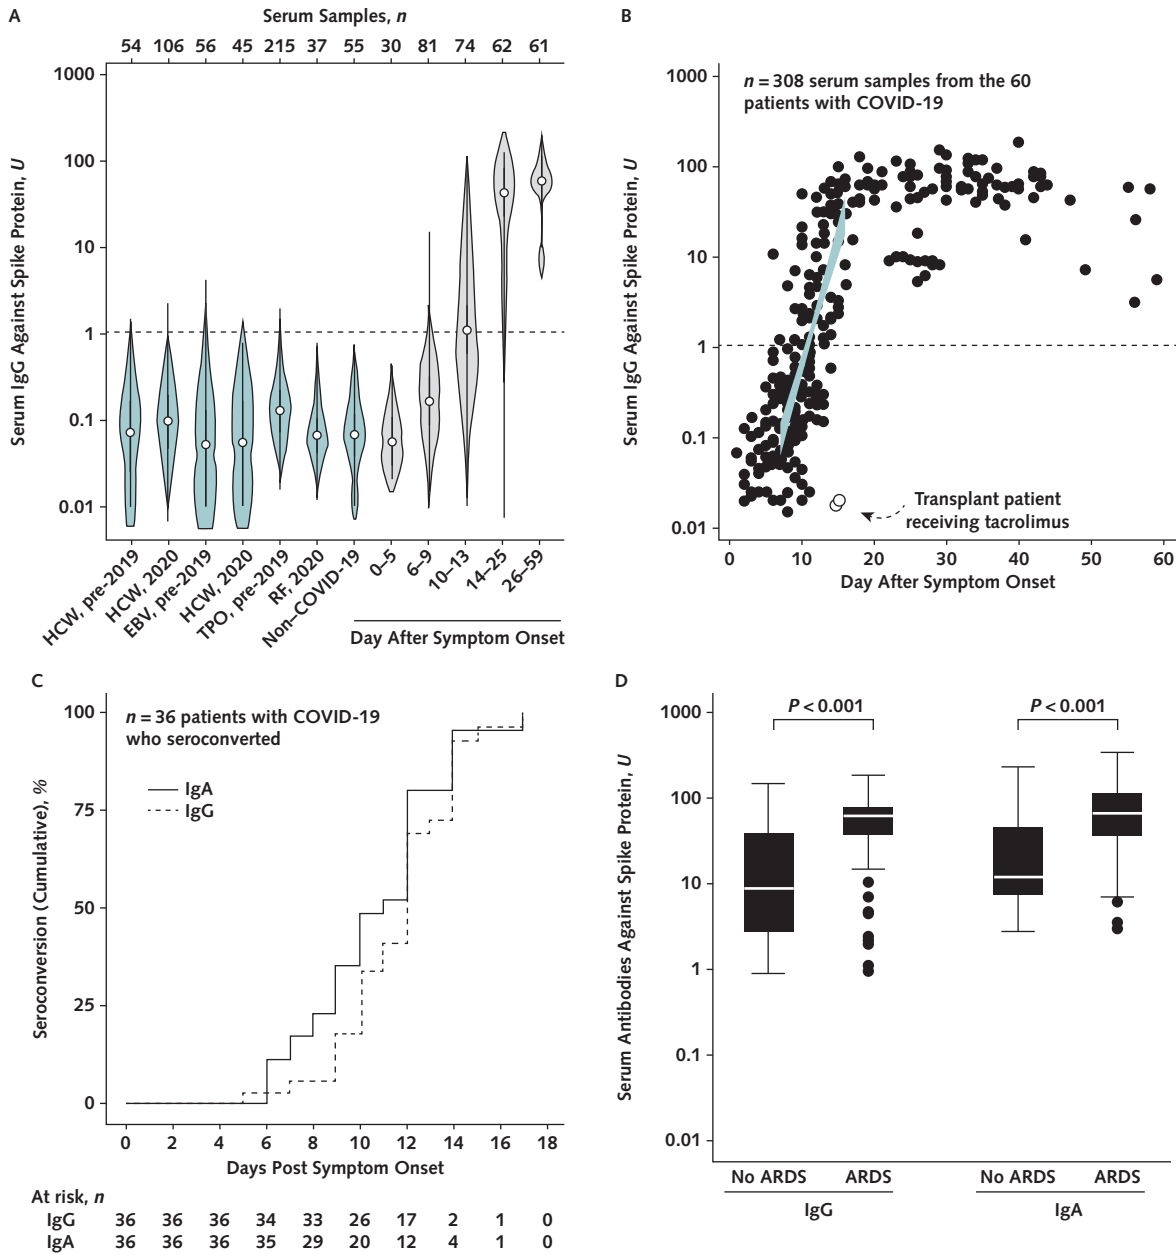 A
Serum Samples, n
54 106 56 45 215 37 55 30 81 74 62 61
Serum IgG Against Spike Protein, U
1000
100
10
1
0.1
0.01
HCW, pre-2019
HCW, 2020
EBV, pre-2019
HCW, 2020
TPO, pre-2019
RF, 2020
Non–COVID-19
0–5
6–9
10–13
14–25
26–59
Day After Symptom Onset
B
n = 308 serum samples from the 60
patients with COVID-19
Serum IgG Against Spike Protein, U
1000
100
10
1
0.1
0.01
Transplant patient
receiving tacrolimus
0 10 20 30 40 50 60
Day After Symptom Onset
C
n = 36 patients with COVID-19
who seroconverted
IgA
IgG
Seroconversion (Cumulative), %
100
75
50
25
0
0 2 4 6 8 10 12 14 16 18
Days Post Symptom Onset
At risk, n
IgG 36 36 36 34 33 26 17 2 1 0
IgA 36 36 36 35 29 20 12 4 1 0
D
P < 0.001 P < 0.001
Serum Antibodies Against Spike Protein, U
1000
100
10
1
0.1
0.01
No ARDS ARDS No ARDS ARDS
IgG IgA